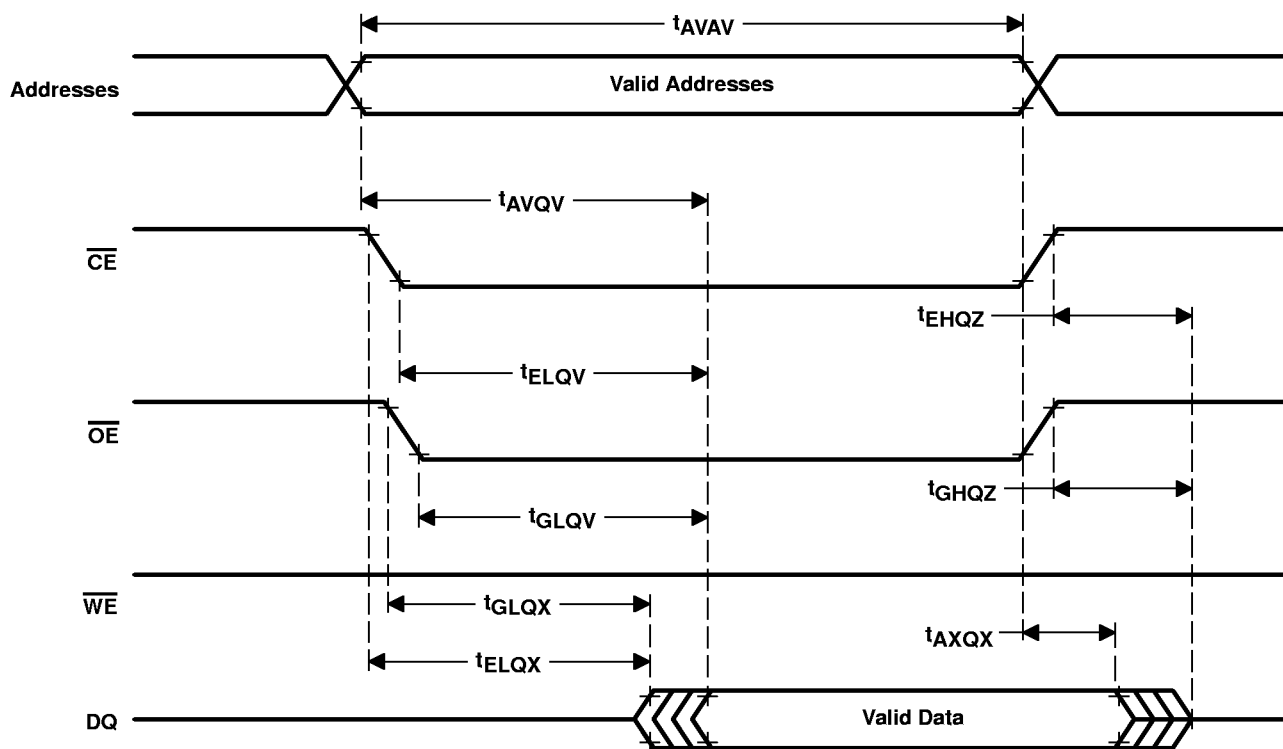 tAVAV
Addresses
Valid Addresses
tAVQV
CE
tEHQZ
tELQV
OE
tGHQZ
tGLQV
WE
tGLQX
tAXQX
tELQX
DQ
Valid Data